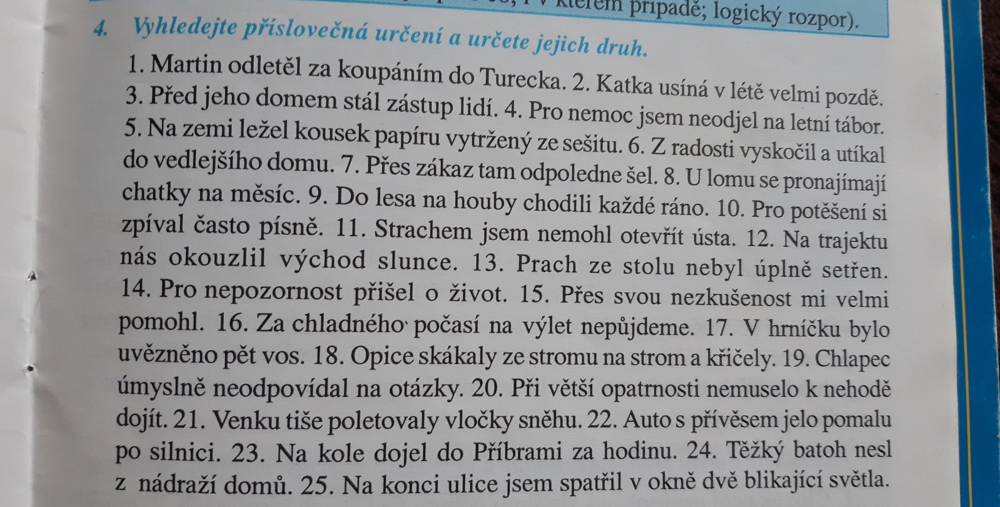 v kterém případě; logický rozpor).
4. Vyhledejte příslovečná určení a určete jejich druh.
1. Martin odletěl za koupáním do Turecka. 2. Katka usíná v létě velmi pozdě.
3. Před jeho domem stál zástup lidí. 4. Pro nemoc jsem neodjel na letní tábor.
5. Na zemi ležel kousek papíru vytržený ze sešitu. 6. Z radosti vyskočil a utíkal
do vedlejšího domu. 7. Přes zákaz tam odpoledne šel. 8. U lomu se pronajímají
chatky na měsíc. 9. Do lesa na houby chodili každé ráno. 10. Pro potěšení si
zpíval často písně. 11. Strachem jsem nemohl otevřít ústa. 12. Na trajektu
nás okouzlil východ slunce. 13. Prach ze stolu nebyl úplně setřen.
14. Pro nepozornost přišel o život. 15. Přes svou nezkušenost mi velmi
pomohl. 16. Za chladného počasí na výlet nepůjdeme. 17. V hrníčku bylo
uvězněno pět vos. 18. Opice skákaly ze stromu na strom a křičely. 19. Chlapec
úmyslně neodpovídal na otázky. 20. Při větší opatrnosti nemuselo k nehodě
dojít. 21. Venku tiše poletovaly vločky sněhu. 22. Auto s přívěsem jelo pomalu
po silnici. 23. Na kole dojel do Příbrami za hodinu. 24. Těžký batoh nesl
z nádraží domů. 25. Na konci ulice jsem spatřil v okně dvě blikající světla.